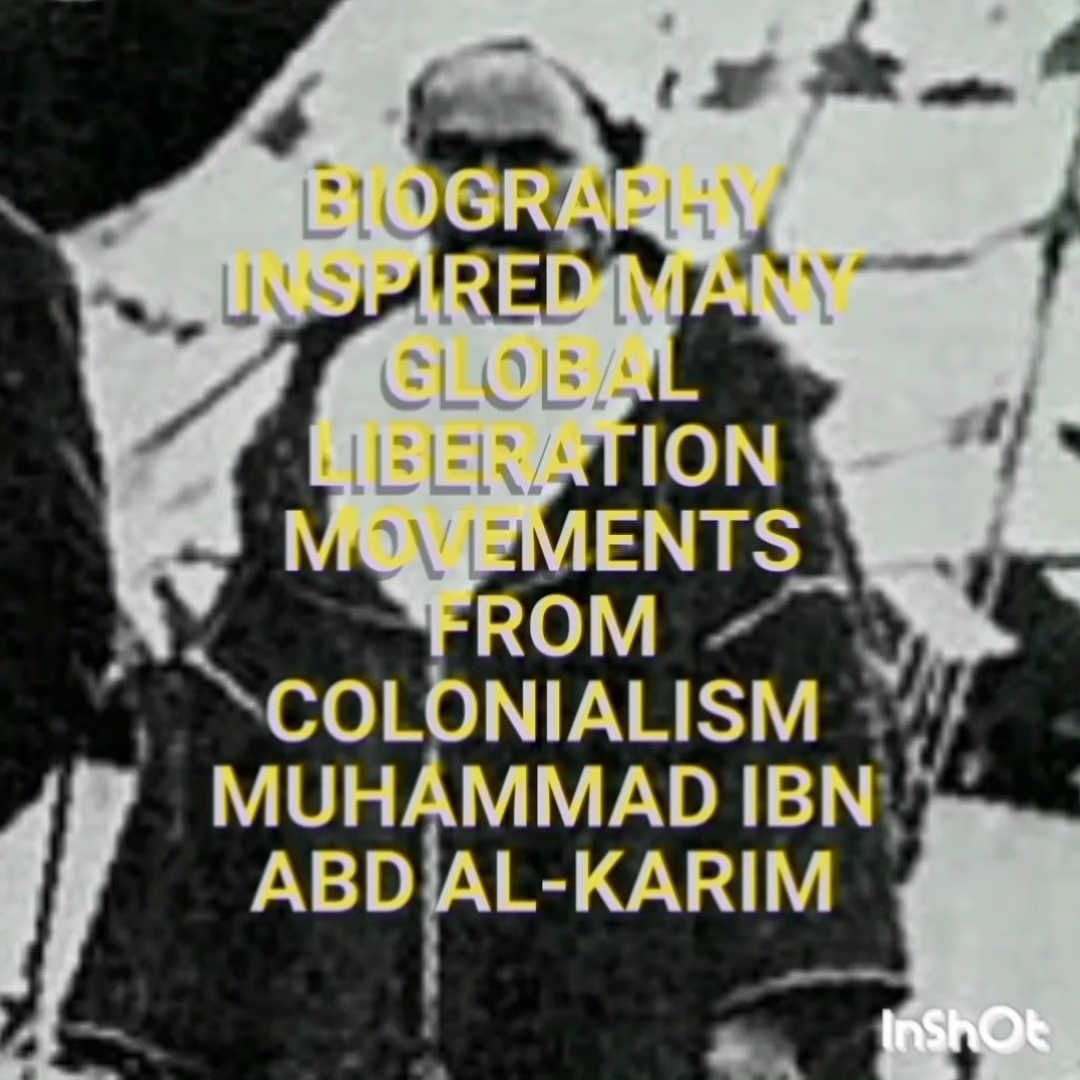 BIOGRAPHY
INSPIRED MANY
GLOBAL
LIBERATION
MOVEMENTS
FROM
COLONIALISM
MUHAMMAD IBN
ABD AL-KARIM
InShOt